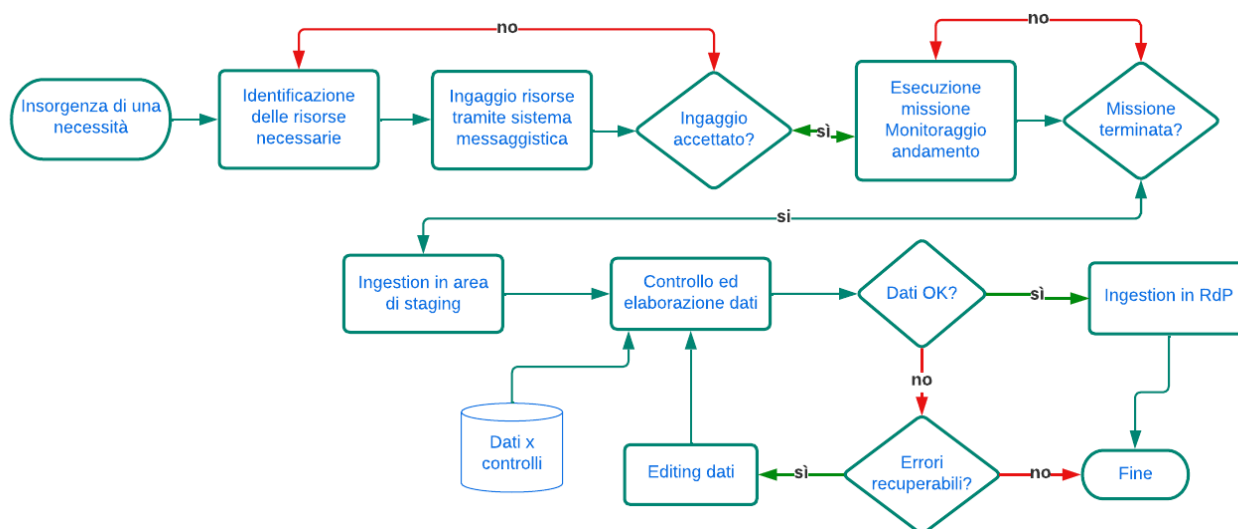 no
no
Insorgenza di una
necessità
Identificazione
delle risorse
necessarie
Ingaggio risorse
tramite sistema
messaggistica
Ingaggio
accettato?
sì
Esecuzione
missione
Monitoraggio
andamento
Missione
terminata?
si
Ingestion in area
di staging
Controllo ed
elaborazione dati
Dati OK?
sì
Ingestion in RdP
no
Dati x
controlli
Editing dati
sì
Errori
recuperabili?
no
Fine